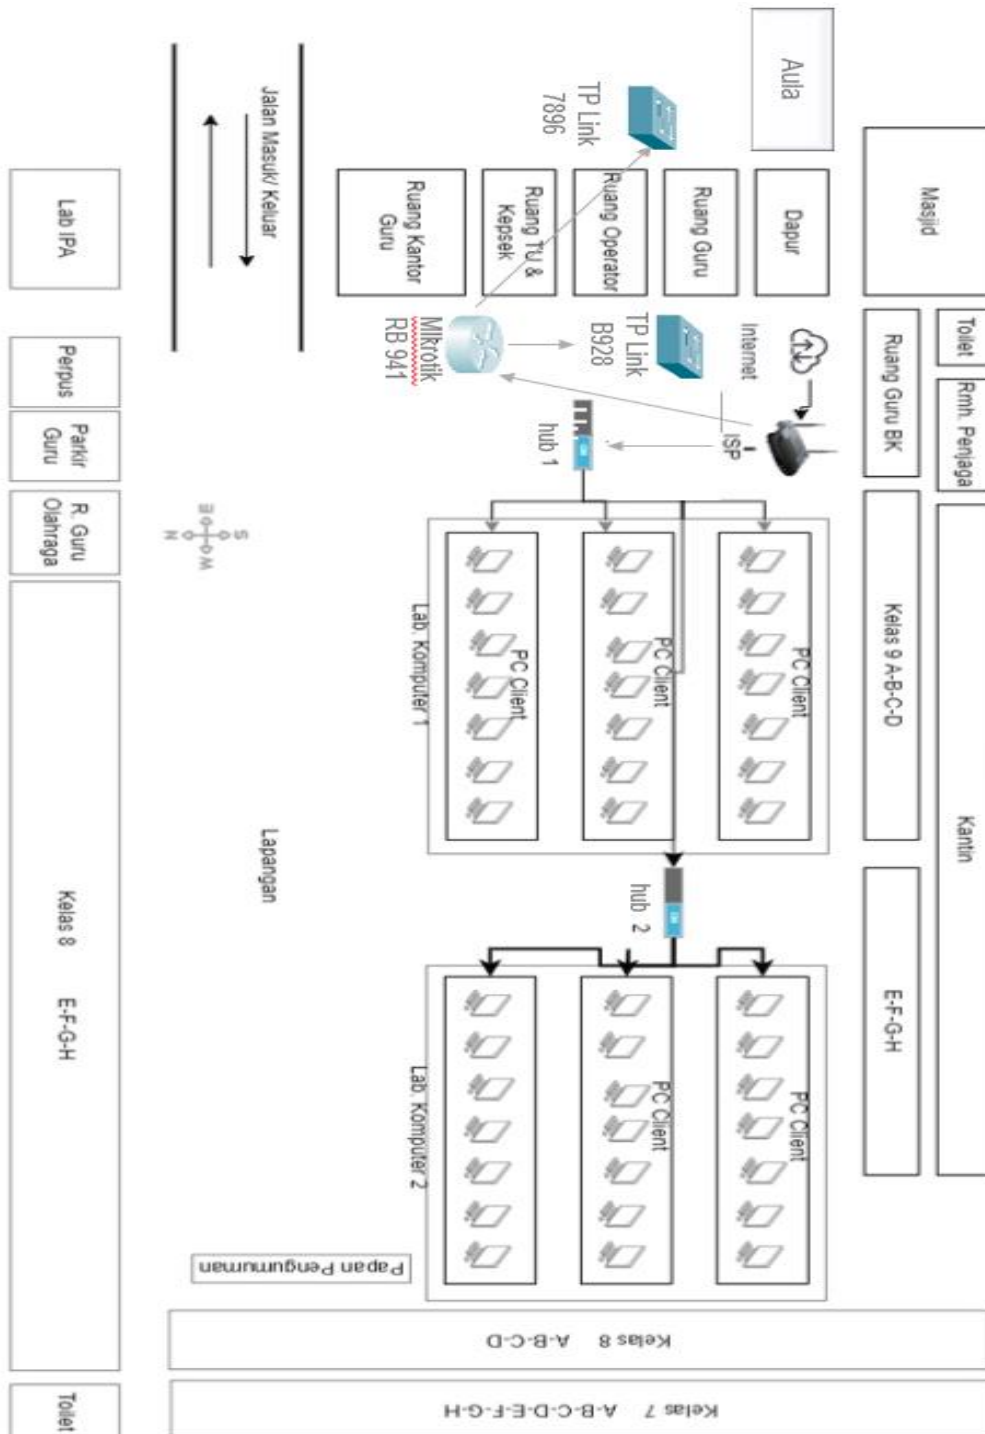 Aula
TP Link
7896
Jalan Masuk/ Keluar
Masjid
Lab IPA
Ruang Kantor
Guru
Ruang TU &
Kepsek
Ruang Operator
Ruang Guru
Dapur
Toilet
Perpus
MIkrotik
RB 941
TP Link
B928
Internet
Ruang Guru BK
Rmh. Penjaga
Parkir
Guru
hub 1
ISP
R. Guru
Olahraga
S
E
W
N
Kelas 9 A-B-C-D
PC Client
PC Client
PC Client
Lab. Komputer 1
Kantin
Lapangan
Kelas 8 E-F-G-H
hub 2
E-F-G-H
PC Client
PC Client
Lab. Komputer 2
Papan Pengumuman
Kelas 8 A-B-C-D
Kelas 7 A-B-C-D-E-F-G-H
Toilet